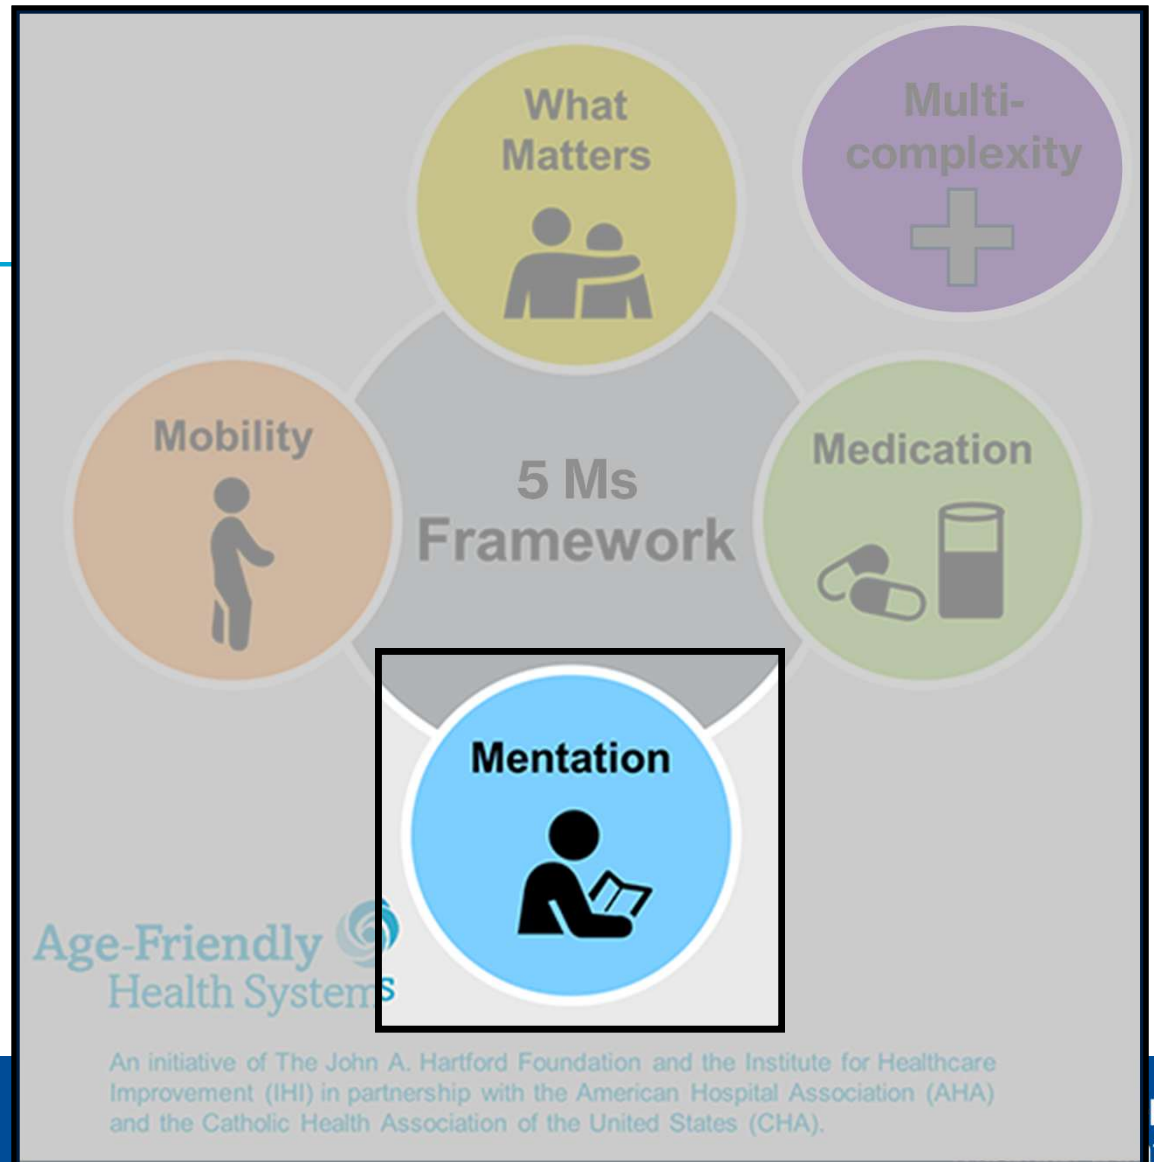 What
Matters
Multi-
complexity
Mobility
5 Ms
Framework
Medication
Mentation
Age-Friendly
Health Systems
An initiative of The John A. Hartford Foundation and the Institute for Healthcare
Improvement (IHI) in partnership with the American Hospital Association (AHA)
and the Catholic Health Association of the United States (CHA).